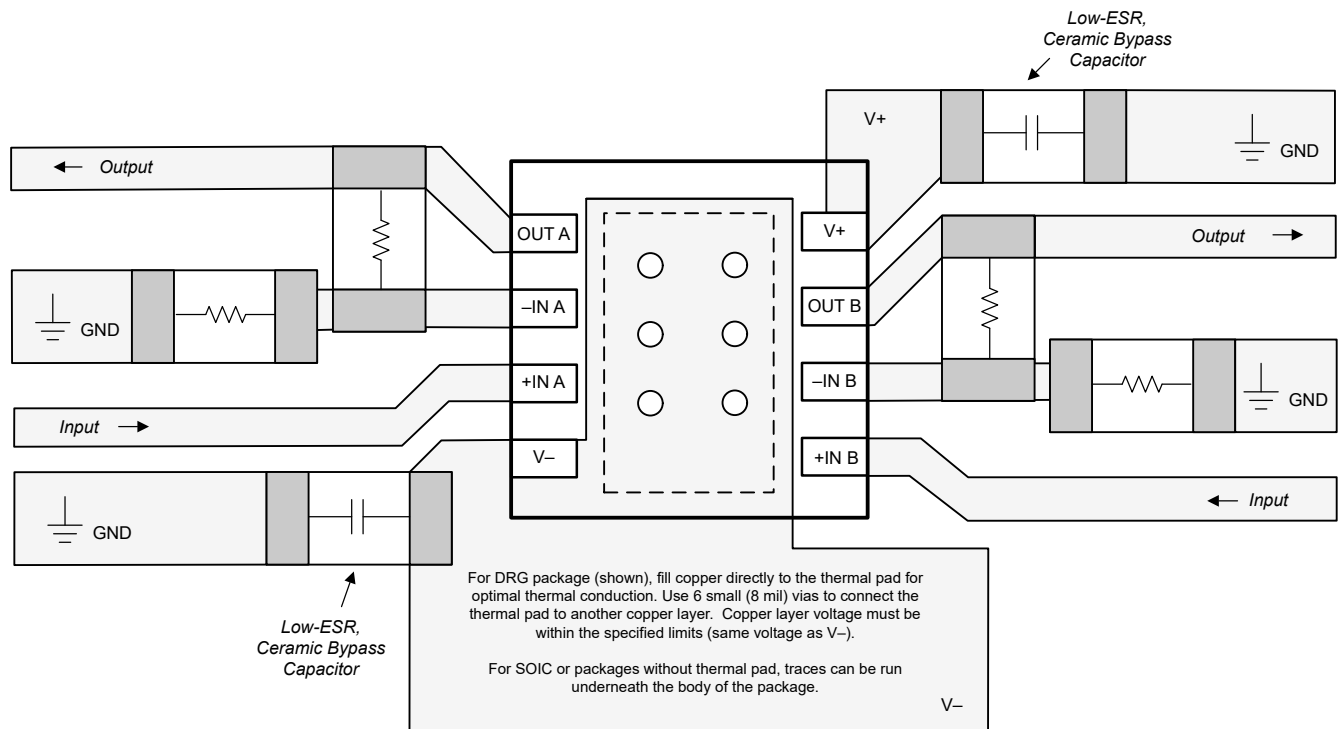 Low-ESR,
Ceramic Bypass
Capacitor
V+
GND
Output
Output
OUT A
V+
GND
–IN A
OUT B
+IN A
–IN B
GND
Input
V–
+IN B
Input
GND
For DRG package (shown), fill copper directly to the thermal pad for
optimal thermal conduction. Use 6 small (8 mil) vias to connect the
thermal pad to another copper layer. Copper layer voltage must be
within the specified limits (same voltage as V–).
For SOIC or packages without thermal pad, traces can be run
underneath the body of the package.
V–
Low-ESR,
Ceramic Bypass
Capacitor